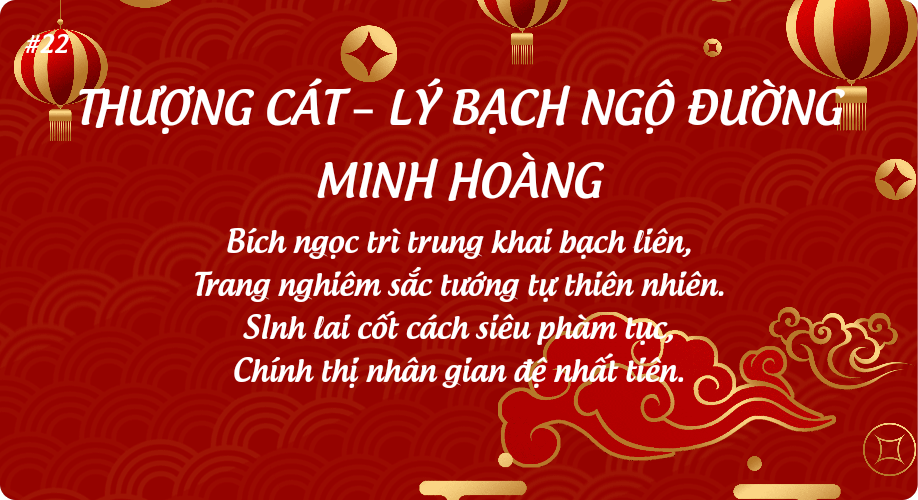 #22
THƯỢNG CÁT - LÝ BẠCH NGỘ ĐƯỜNG
MINH HOÀNG
Bích ngọc trì trung khai bạch liên,
Trang nghiêm sắc tướng tự thiên nhiên.
SInh lai cốt cách siêu phàm tục,
Chính thị nhân gian đệ nhất tiên.